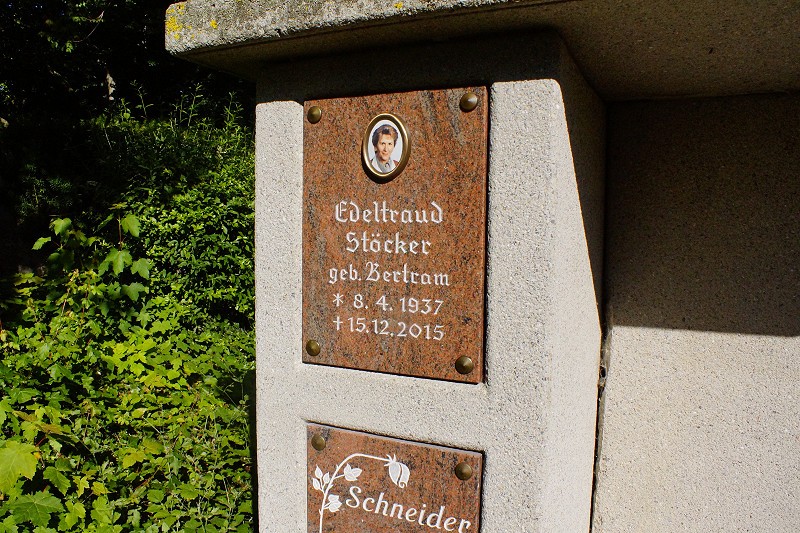 Edeltraud
Stöcker
geb. Bertram
* 8. 4. 1937
† 15.12.2015
Schneider